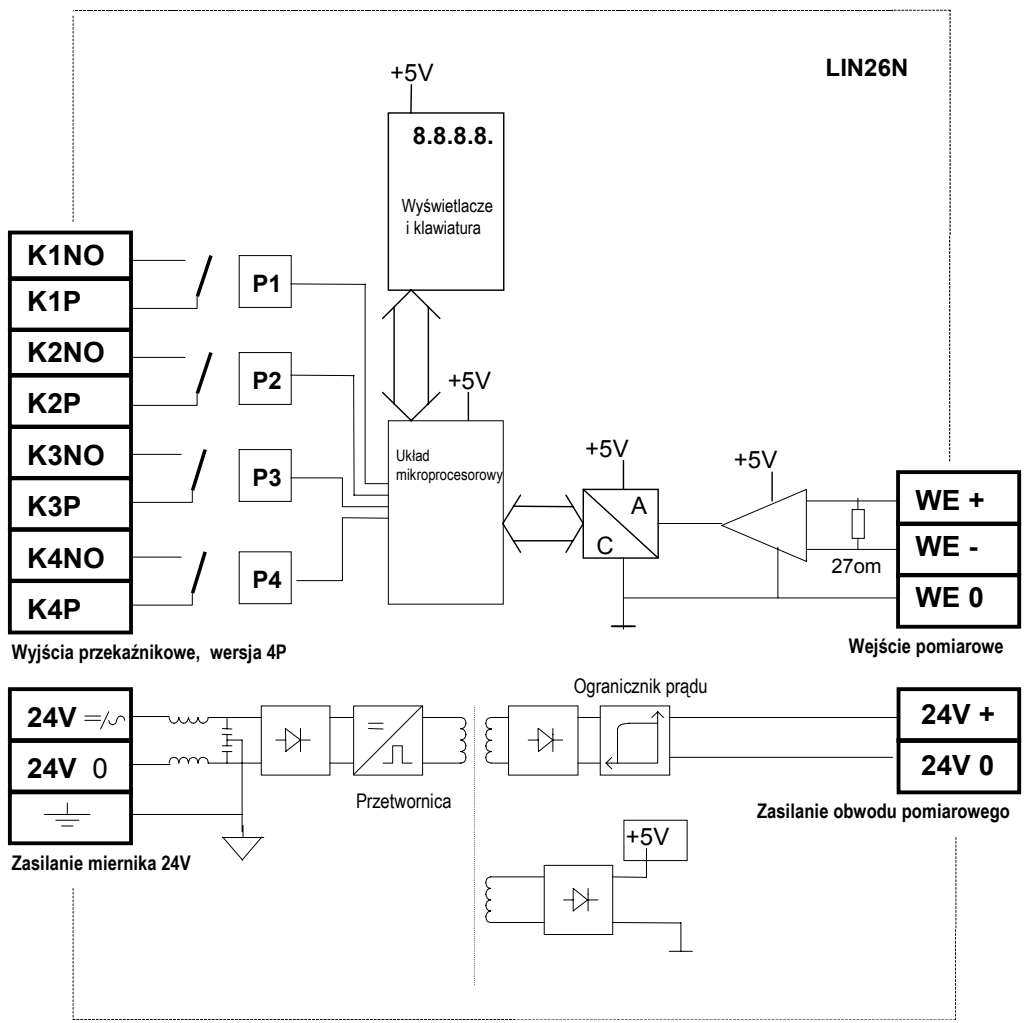 LIN26N
+5V
8.8.8.8.
Wyświetlacze
i klawiatura
K1NO
K1P
K2NO
K2P
K3NO
K3P
K4NO
K4P
P1
P2
P3
P4
Wyjścia przekaźnikowe, wersja 4P
+5V
Układ
mikroprocesorowy
+5V
A
C
+5V
27om
WE +
WE -
WE 0
Wejście pomiarowe
24V
24V 0
Zasilanie miernika 24V
=
Przetwornica
Ogranicznik prądu
24V +
24V 0
Zasilanie obwodu pomiarowego
+5V